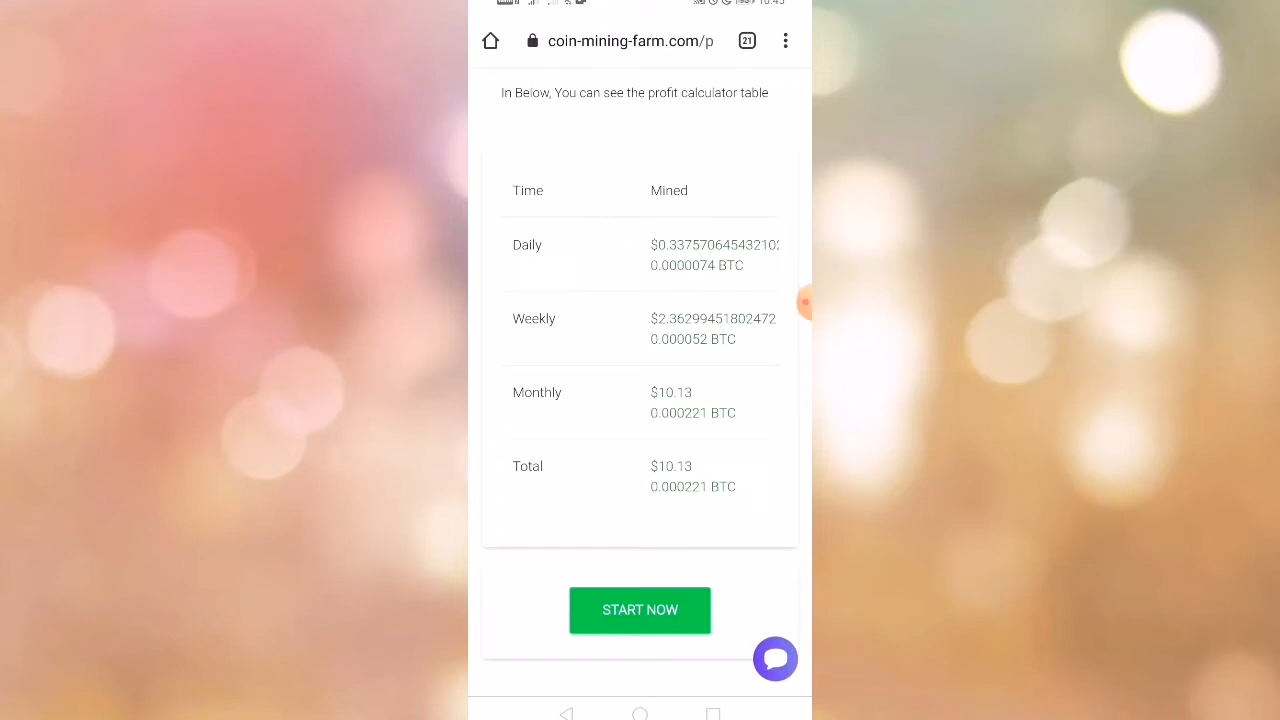 coin-mining-farm.com/p
21
In Below, You can see the profit calculator table
Time Mined
Daily $0.337570645432102
0.0000074 BTC
Weekly $2.36299451802472
0.000052 BTC
Monthly $10.13
0.000221 BTC
Total $10.13
0.000221 BTC
START NOW